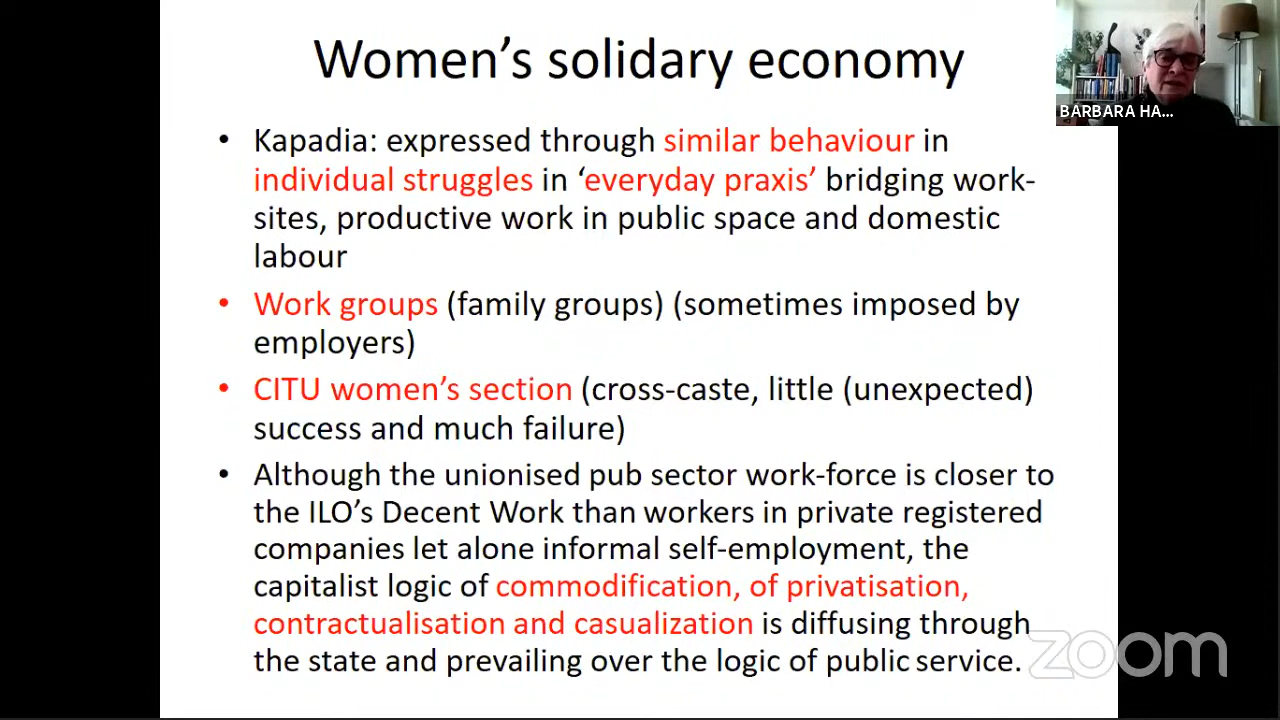 Women's solidary economy
BARBARA HA...
• Kapadia: expressed through similar behaviour in
individual struggles in ‘everyday praxis’ bridging work-
sites, productive work in public space and domestic
labour
• Work groups (family groups) (sometimes imposed by
employers)
• CITU women's section (cross-caste, little (unexpected)
success and much failure)
• Although the unionised pub sector work-force is closer to
the ILO's Decent Work than workers in private registered
companies let alone informal self-employment, the
capitalist logic of commodification, of privatisation,
contractualisation and casualization is diffusing through
the state and prevailing over the logic of public service.
zoom